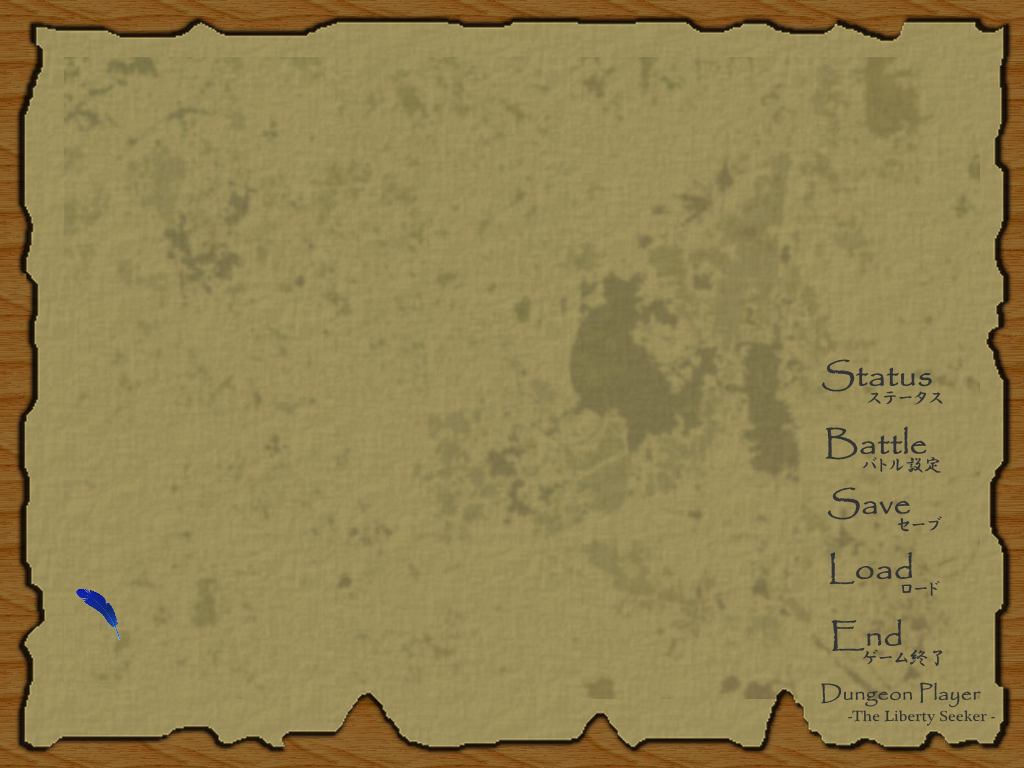 Status
ステータス
Battle
バトル設定
Save
セーブ
Load
ロード
End
ゲーム終了
Dungeon Player
-The Liberty Seeker -